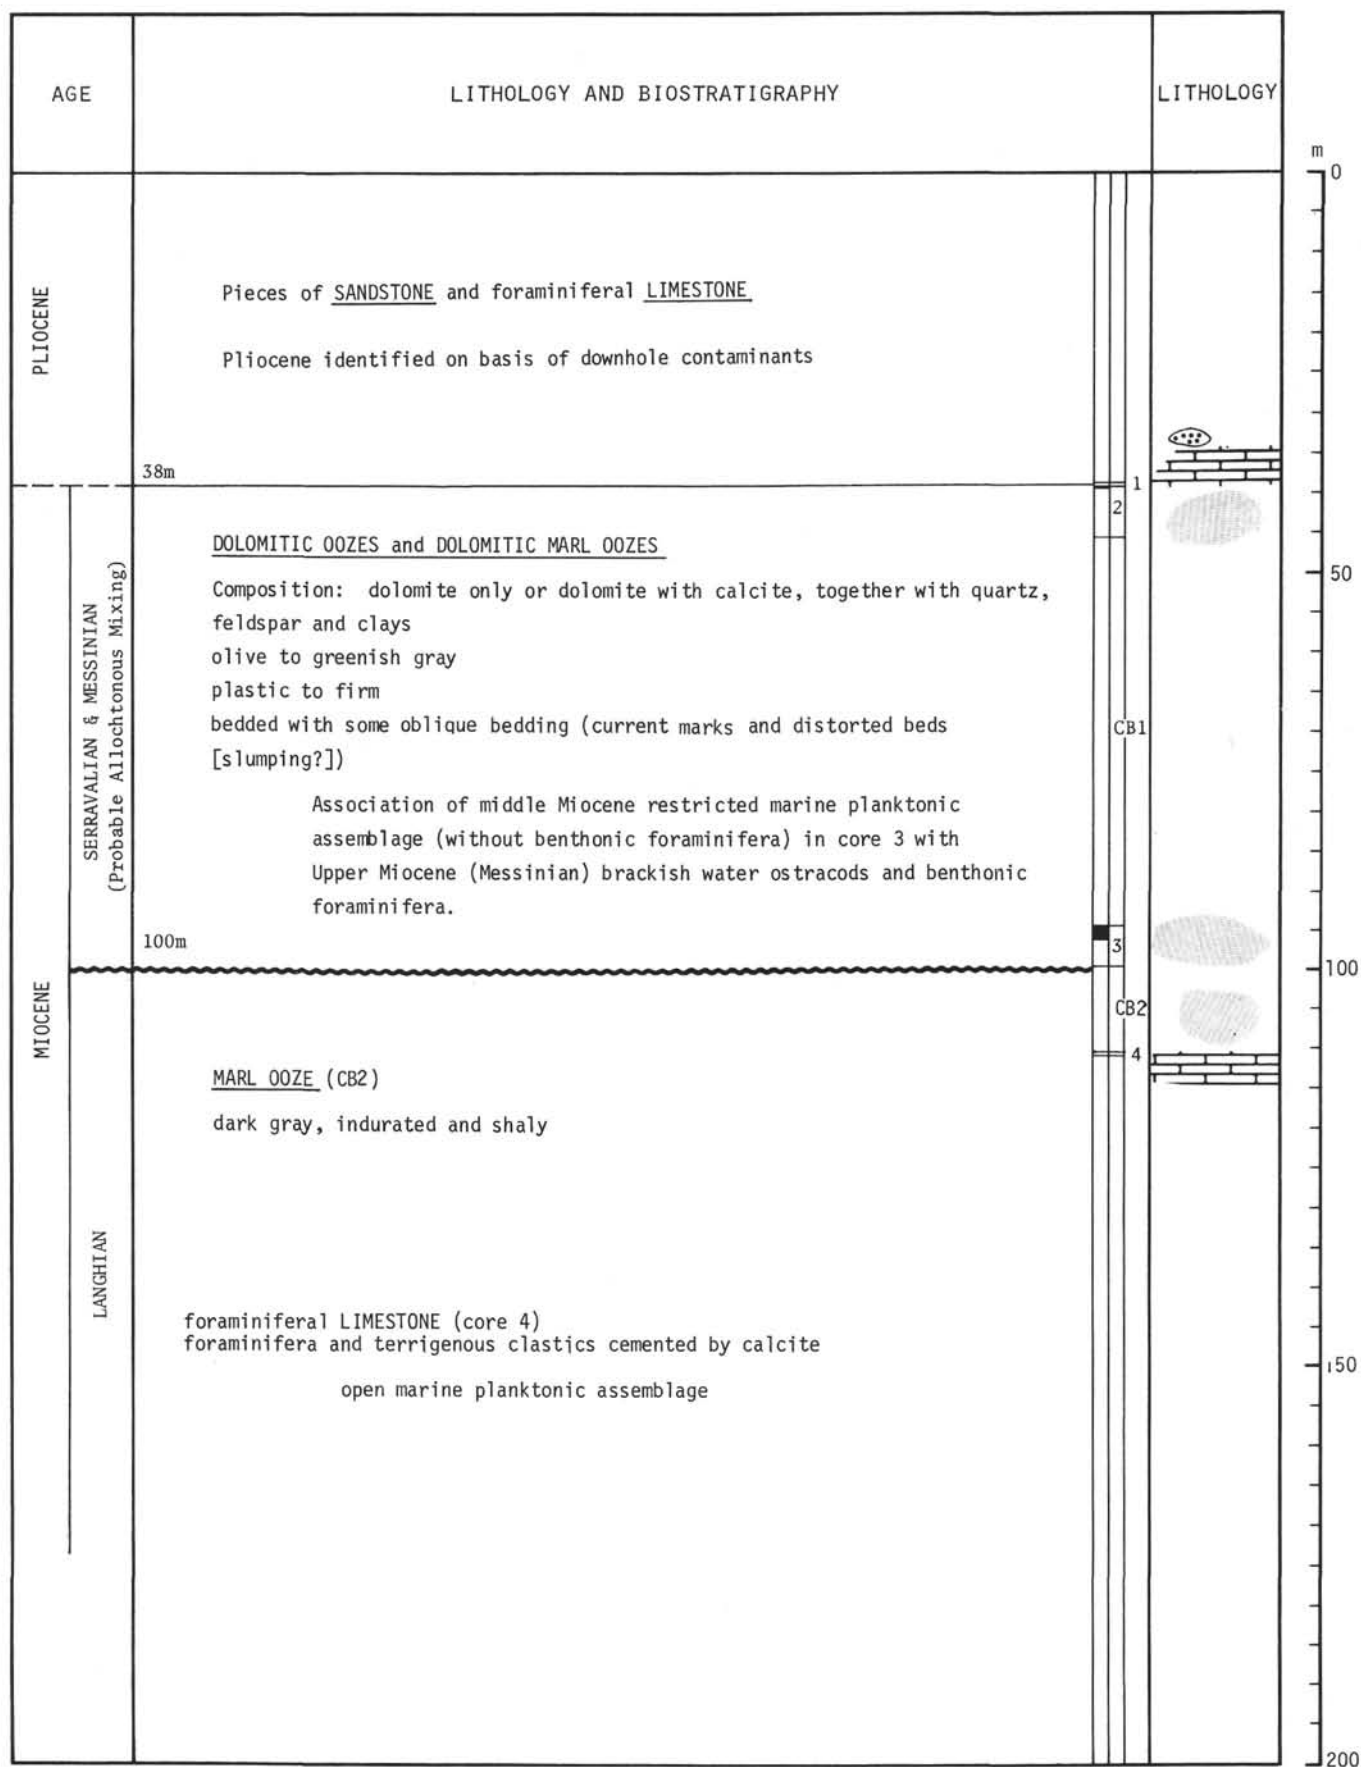 AGE
LITHOLOGY AND BIOSTRATIGRAPHY
LITHOLOGY
m
0
PLIOCENE
Pieces of SANDSTONE and foraminiferal LIMESTONE
Pliocene identified on basis of downhole contaminants
38m
1
2
50
MIOCENE
SERRAVALIAN & MESSINIAN
(Probable Allochtonous Mixing)
DOLOMITIC OOZES and DOLOMITIC MARL OOZES
Composition: dolomite only or dolomite with calcite, together with quartz,
feldspar and clays
olive to greenish gray
plastic to firm
bedded with some oblique bedding (current marks and distorted beds
[slumping?])
CB1
Association of middle Miocene restricted marine planktonic
assemblage (without benthonic foraminifera) in core 3 with
Upper Miocene (Messinian) brackish water ostracods and benthonic
foraminifera.
100m
3
100
CB2
4
LANGHIAN
MARL OOZE (CB2)
dark gray, indurated and shaly
foraminiferal LIMESTONE (core 4)
foraminifera and terrigenous clastics cemented by calcite
150
open marine planktonic assemblage
200